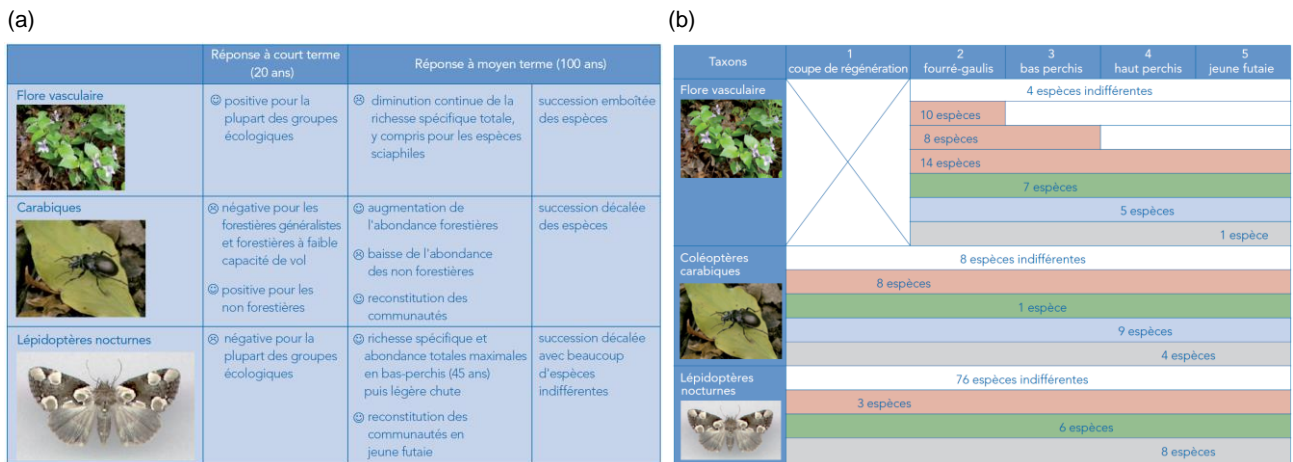 (a)
Réponse à court terme
(20 ans)
Réponse à moyen terme (100 ans)
Flore vasculaire
☺ positive pour la
plupart des groupes
écologiques
☹ diminution continue de la
richesse spécifique totale,
y compris pour les espèces
sciaphiles
succession emboîtée
des espèces
Carabiques
☹ négative pour les
forestières généralistes
et forestières à faible
capacité de vol
☺ positive pour les
non forestières
☺ augmentation de
l'abondance forestières
☹ baisse de l'abondance
des non forestières
☺ reconstitution des
communautés
succession décalée
des espèces
Lépidoptères nocturnes
☹ négative pour la
plupart des groupes
écologiques
☺ richesse spécifique et
abondance totales maximales
en bas-perchis (45 ans)
puis légère chute
☺ reconstitution des
communautés en
jeune futaie
succession décalée
avec beaucoup
d'espèces
indifférentes
(b)
Taxons
1
coupe de régénération
2
fourré-gaulis
3
bas perchis
4
haut perchis
5
jeune futaie
Flore vasculaire
4 espèces indifférentes
10 espèces
8 espèces
14 espèces
7 espèces
5 espèces
1 espèce
Coléoptères
carabiques
8 espèces indifférentes
8 espèces
1 espèce
9 espèces
4 espèces
Lépidoptères
nocturnes
76 espèces indifférentes
3 espèces
6 espèces
8 espèces